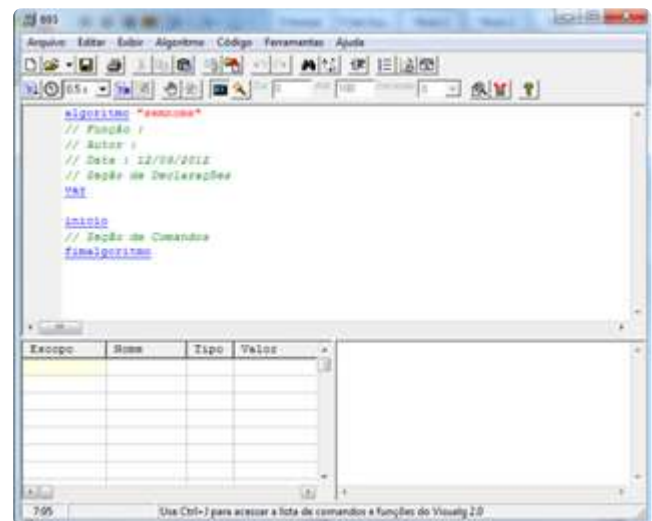 Arquivo Editar Exibir Algoritmo Código Ferramentas Ajuda
algoritmo "semnome"
// Função :
// Autor :
// Data : 12/08/2012
// Seção de Declarações
var
inicio
// Seção de Comandos
fimalgoritmo
Escopo Nome Tipo Valor
Use Ctrl+J para acessar a lista de comandos e funções do Visualg 2.0